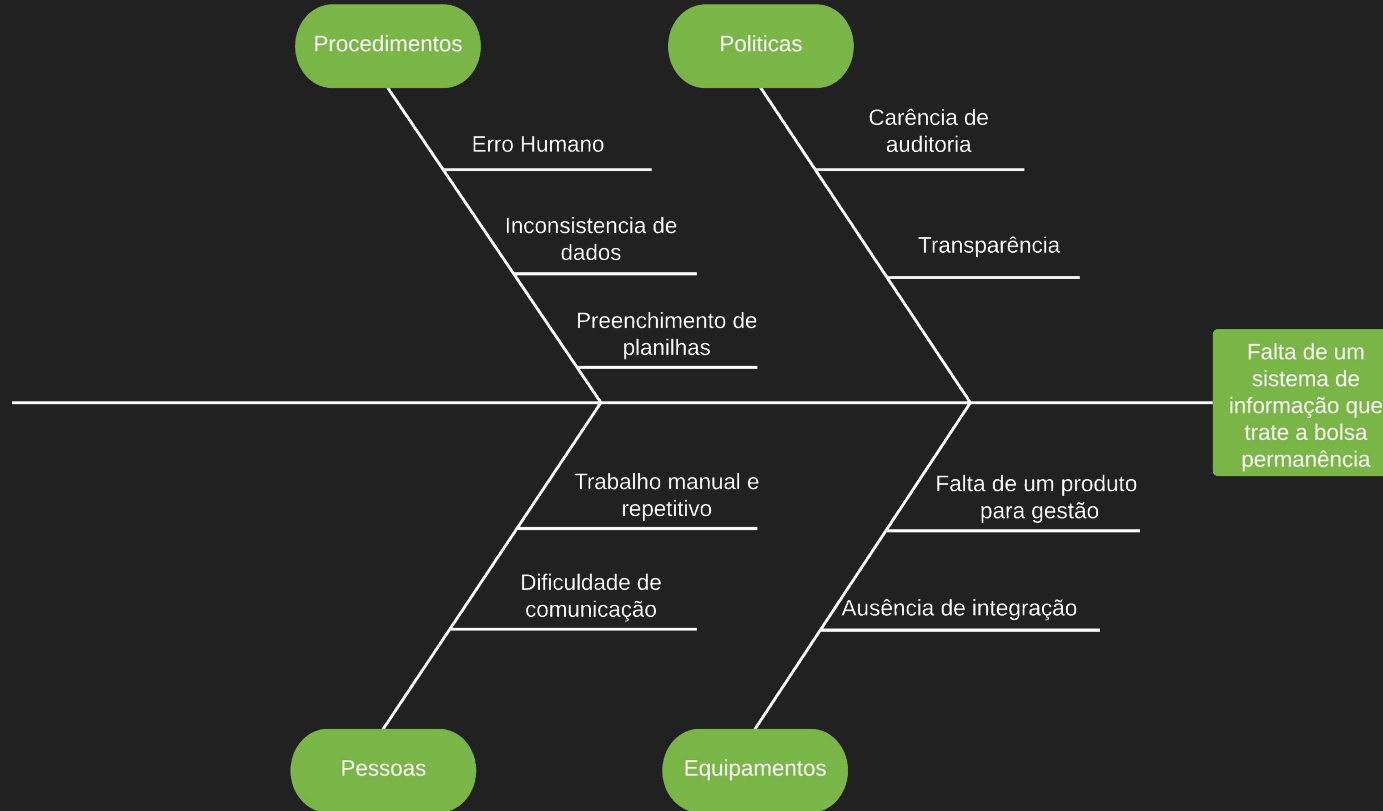 Procedimentos
Politicas
Erro Humano
Inconsistencia de
dados
Preenchimento de
planilhas
Carência de
auditoria
Transparência
Falta de um
sistema de
informação que
trate a bolsa
permanência
Trabalho manual e
repetitivo
Dificuldade de
comunicação
Falta de um produto
para gestão
Ausência de integração
Pessoas
Equipamentos